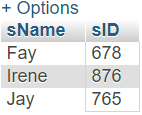 + Options
sName sID
Fay 678
Irene 876
Jay 765